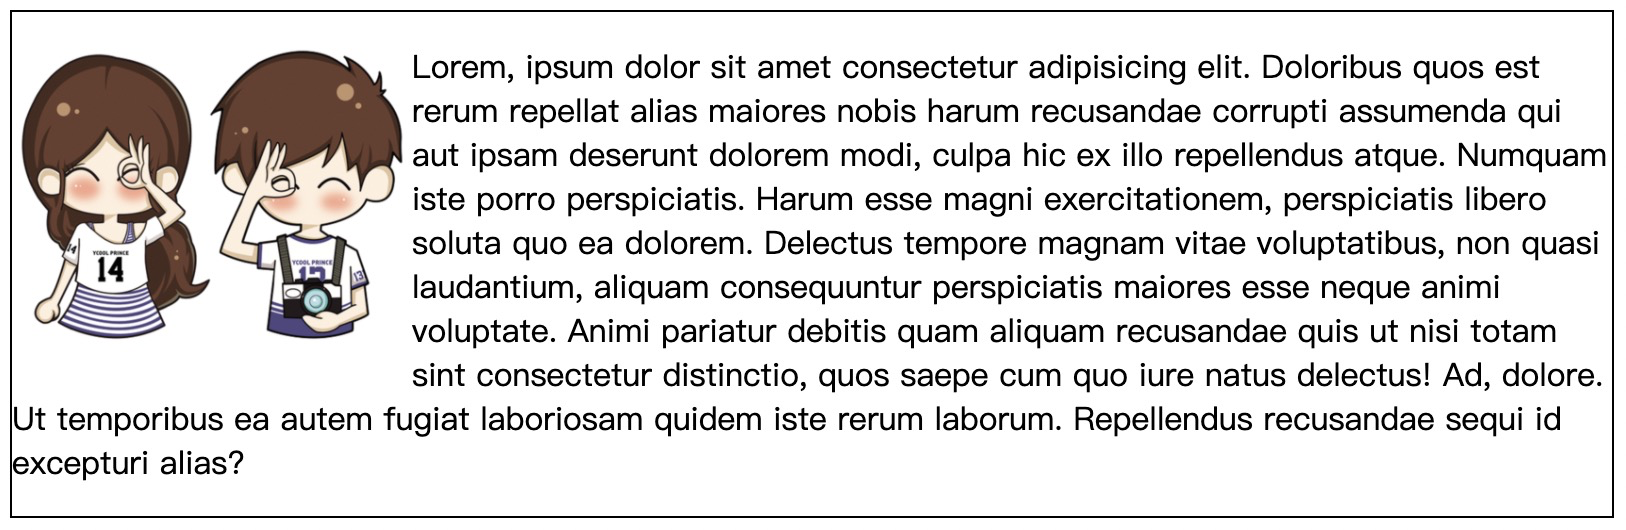 Lorem, ipsum dolor sit amet consectetur adipisicing elit. Doloribus quos est
rerum repellat alias maiores nobis harum recusandae corrupti assumenda qui
aut ipsam deserunt dolorem modi, culpa hic ex illo repellendus atque. Numquam
iste porro perspiciatis. Harum esse magni exercitationem, perspiciatis libero
soluta quo ea dolorem. Delectus tempore magnam vitae voluptatibus, non quasi
laudantium, aliquam consequuntur perspiciatis maiores esse neque animi
voluptate. Animi pariatur debitis quam aliquam recusandae quis ut nisi totam
sint consectetur distinctio, quos saepe cum quo iure natus delectus! Ad, dolore.
Ut temporibus ea autem fugiat laboriosam quidem iste rerum laborum. Repellendus recusandae sequi id
excepturi alias?
14
YCOOL PRINCE
14
YCOOL PRINCE
13
13